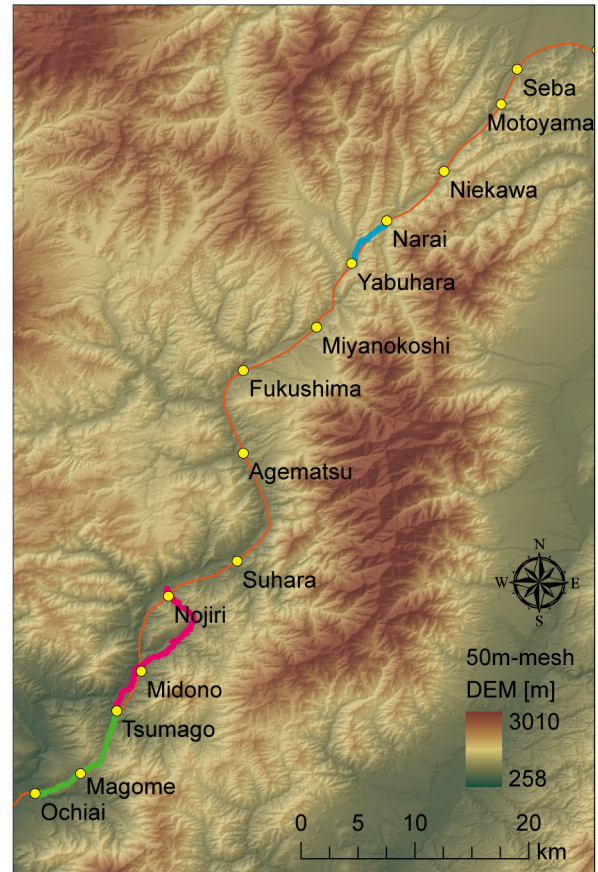 Seba
Motoyama
Niekawa
Narai
Yabuhara
Miyanokoshi
Fukushima
Agematsu
N
W E
S
Suhara
Nojiri
50m-mesh
DEM [m]
3010
258
Midono
Tsumago
Magome
Ochiai
0 5 10 20
km